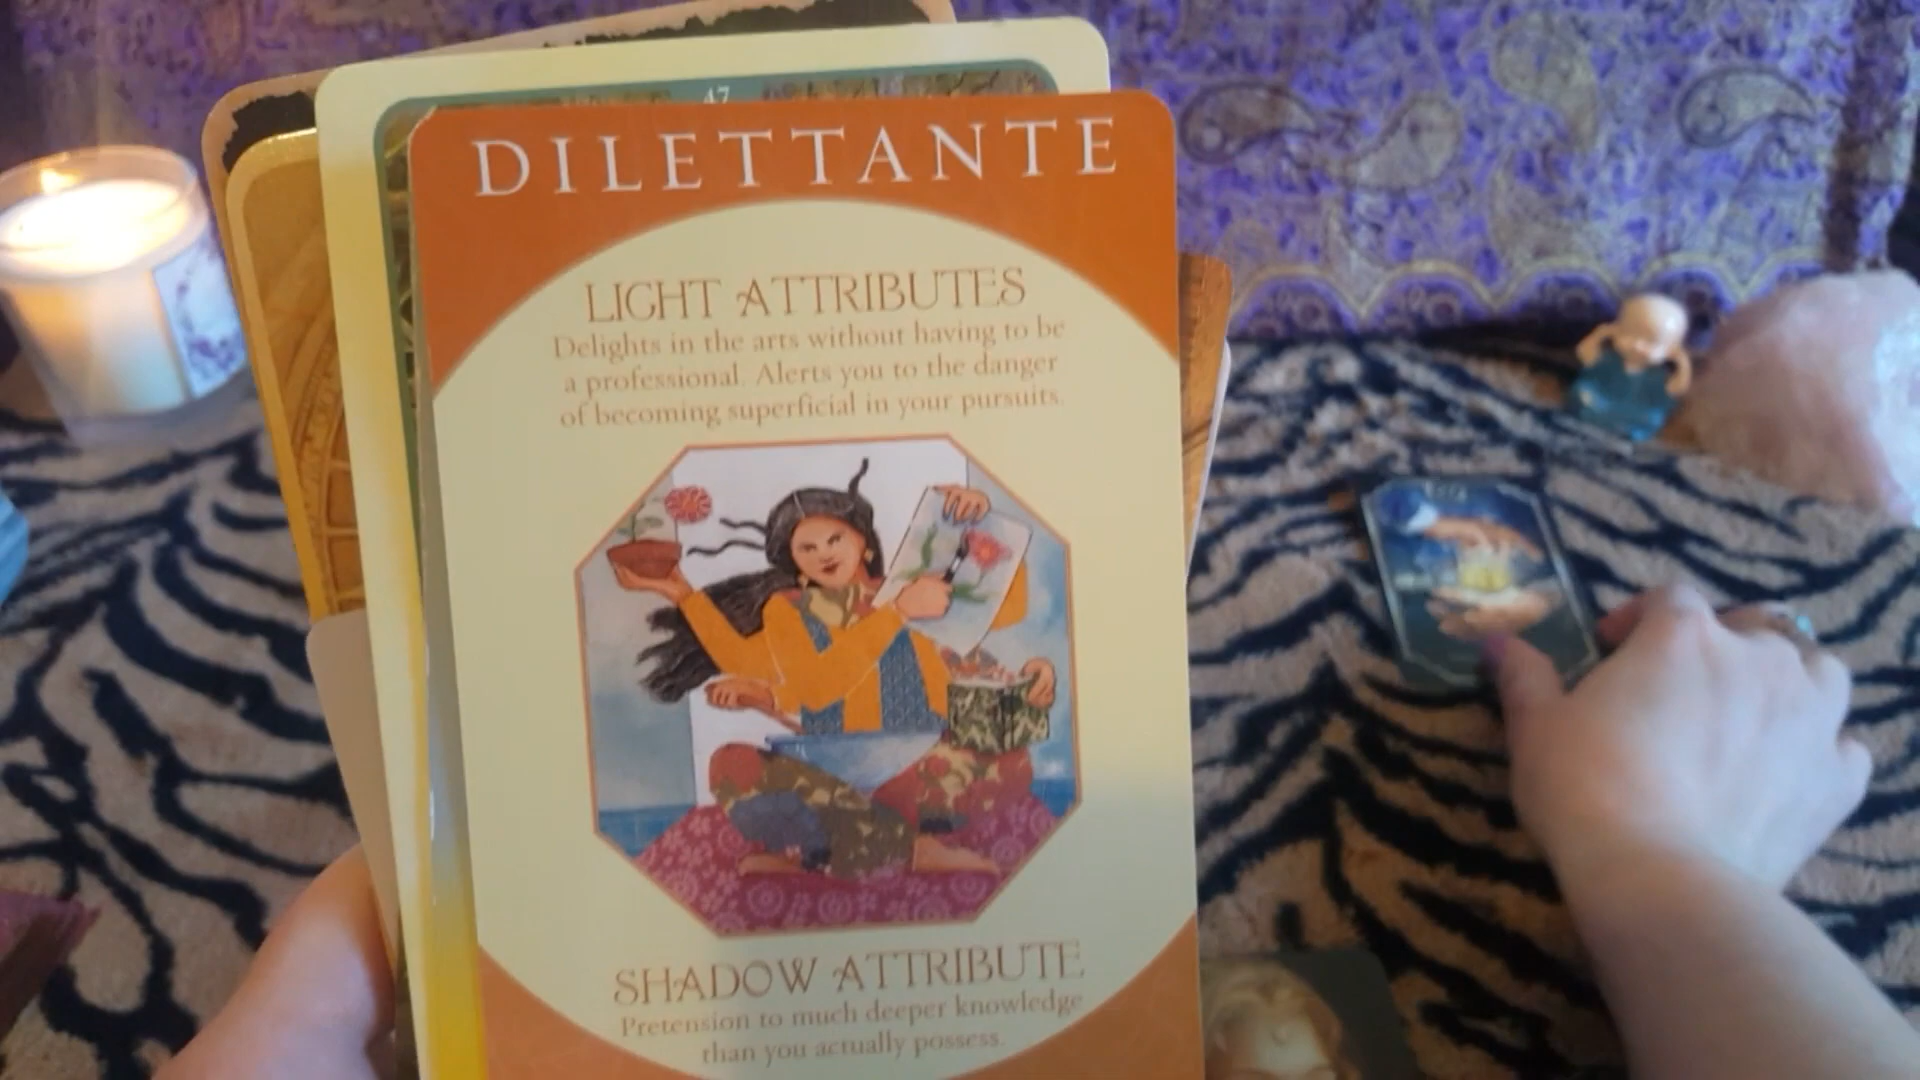 47
DILETTANTE
LIGHT ATTRIBUTES
Delights in the arts without having to be
a professional. Alerts you to the danger
of becoming superficial in your pursuits.
SHADOW ATTRIBUTE
Pretension to much deeper knowledge
than you actually possess.